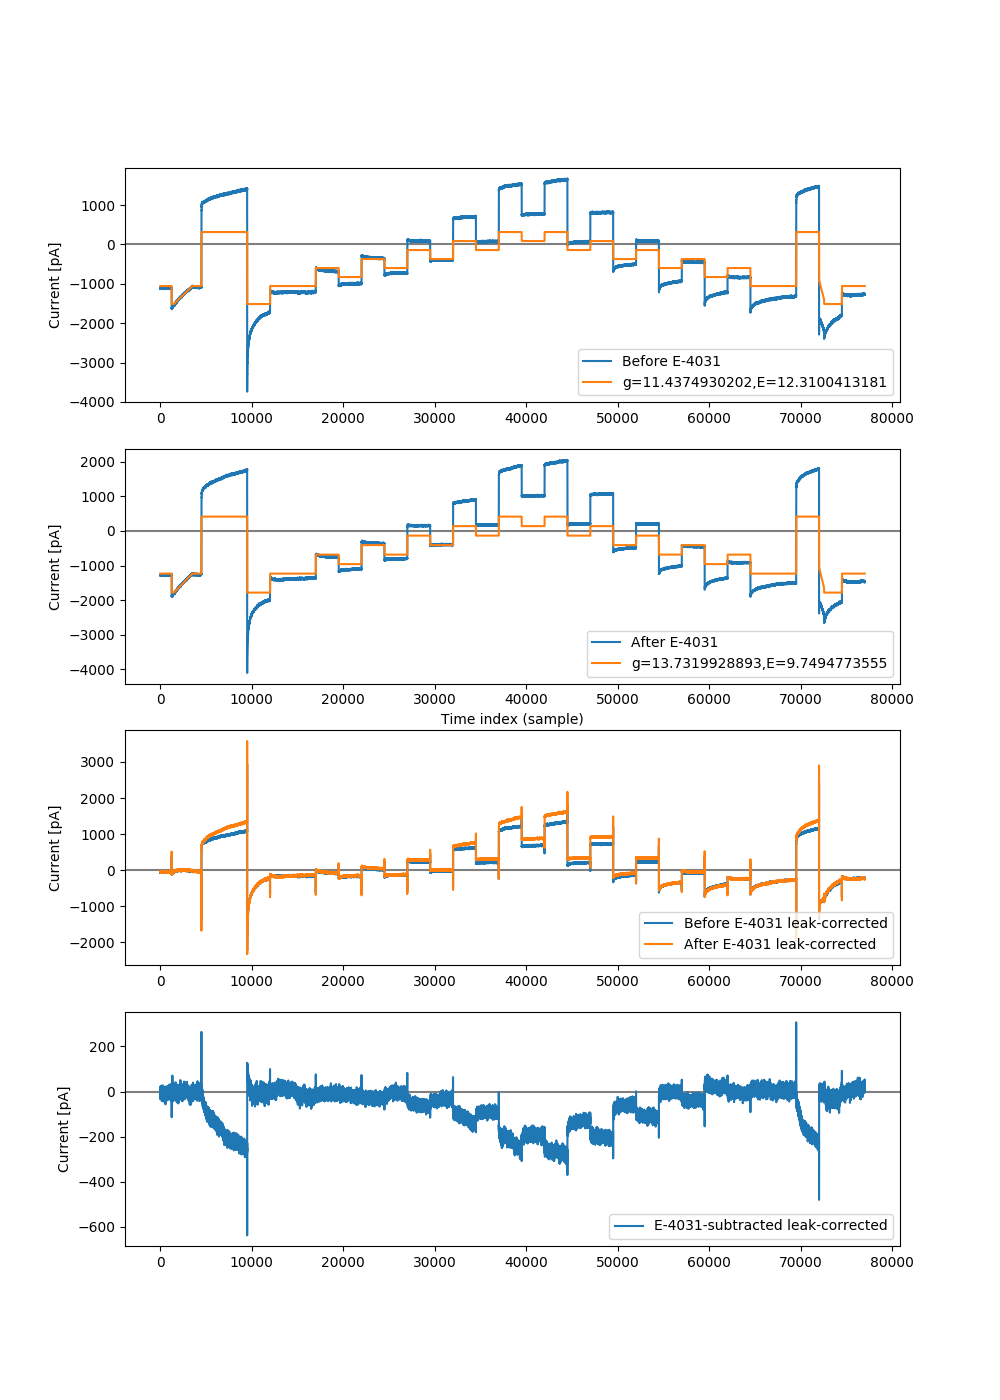 1000
0
−1000
−2000
−3000
−4000
Current [pA]
Before E-4031
g=11.4374930202,E=12.3100413181
0 10000 20000 30000 40000 50000 60000 70000 80000
2000
1000
0
−1000
−2000
−3000
−4000
Current [pA]
After E-4031
g=13.7319928893,E=9.7494773555
0 10000 20000 30000 40000 50000 60000 70000 80000
Time index (sample)
3000
2000
1000
0
−1000
−2000
Current [pA]
Before E-4031 leak-corrected
After E-4031 leak-corrected
0 10000 20000 30000 40000 50000 60000 70000 80000
200
0
−200
−400
−600
Current [pA]
E-4031-subtracted leak-corrected
0 10000 20000 30000 40000 50000 60000 70000 80000